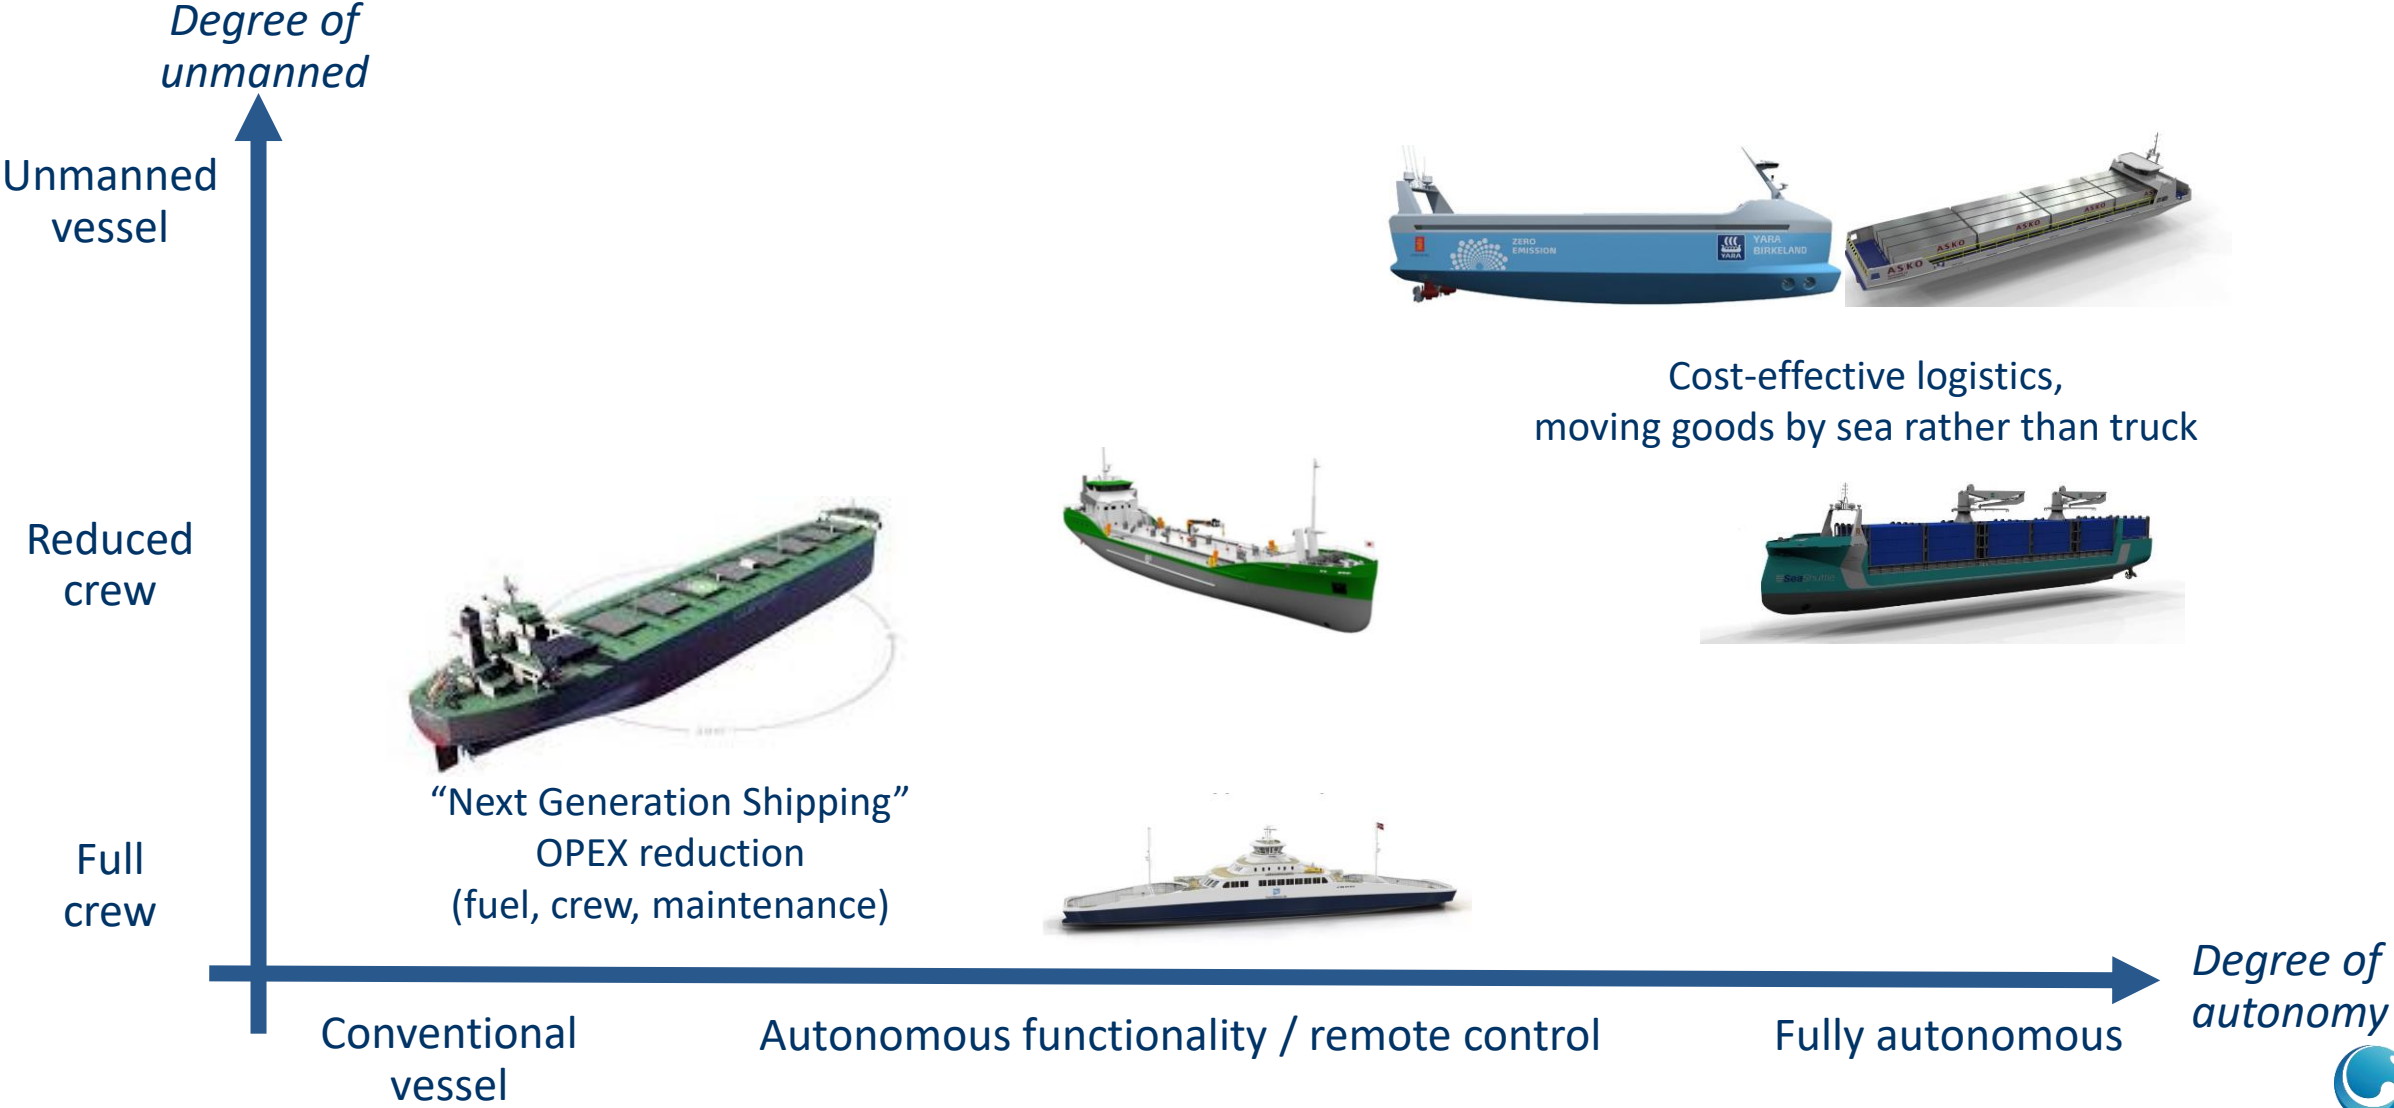 Degree of
unmanned
Unmanned
vessel
ZERO
EMISSION
YARA
YARA
BIRKELAND
ASKO
ASKO
ASKO
Cost-effective logistics,
moving goods by sea rather than truck
Reduced
crew
SeaShuttle
“Next Generation Shipping”
OPEX reduction
(fuel, crew, maintenance)
Full
crew
Degree of
autonomy
Conventional
vessel
Autonomous functionality / remote control
Fully autonomous